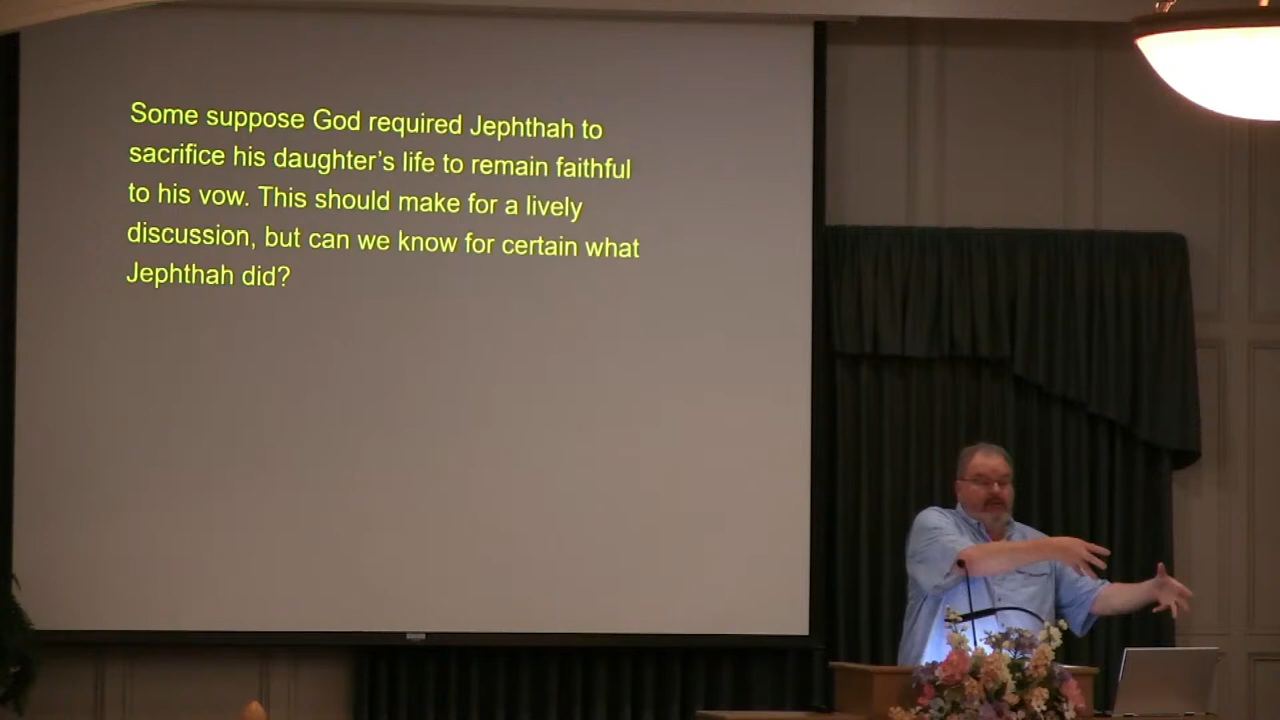 Some suppose God required Jephthah to
sacrifice his daughter’s life to remain faithful
to his vow. This should make for a lively
discussion, but can we know for certain what
Jephthah did?